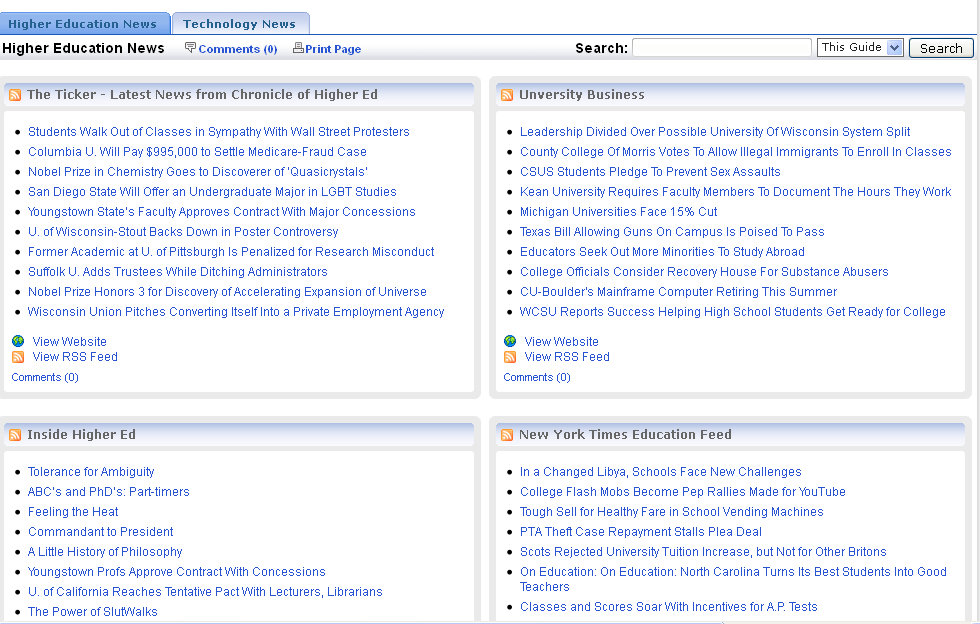 Higher Education News Technology News
Higher Education News Comments (0) Print Page Search: This Guide Search
The Ticker - Latest News from Chronicle of Higher Ed
Students Walk Out of Classes in Sympathy With Wall Street Protesters
Columbia U. Will Pay $995,000 to Settle Medicare-Fraud Case
Nobel Prize in Chemistry Goes to Discoverer of 'Quasicrystals'
San Diego State Will Offer an Undergraduate Major in LGBT Studies
Youngstown State's Faculty Approves Contract With Major Concessions
U. of Wisconsin-Stout Backs Down in Poster Controversy
Former Academic at U. of Pittsburgh Is Penalized for Research Misconduct
Suffolk U. Adds Trustees While Ditching Administrators
Nobel Prize Honors 3 for Discovery of Accelerating Expansion of Universe
Wisconsin Union Pitches Converting Itself Into a Private Employment Agency
View Website
View RSS Feed
Comments (0)
Unversity Business
Leadership Divided Over Possible University Of Wisconsin System Split
County College Of Morris Votes To Allow Illegal Immigrants To Enroll In Classes
CSUS Students Pledge To Prevent Sex Assaults
Kean University Requires Faculty Members To Document The Hours They Work
Michigan Universities Face 15% Cut
Texas Bill Allowing Guns On Campus Is Poised To Pass
Educators Seek Out More Minorities To Study Abroad
College Officials Consider Recovery House For Substance Abusers
CU-Boulder's Mainframe Computer Retiring This Summer
WCSU Reports Success Helping High School Students Get Ready for College
View Website
View RSS Feed
Comments (0)
Inside Higher Ed
Tolerance for Ambiguity
ABC's and PhD's: Part-timers
Feeling the Heat
Commandant to President
A Little History of Philosophy
Youngstown Profs Approve Contract With Concessions
U. of California Reaches Tentative Pact With Lecturers, Librarians
The Power of SlutWalks
New York Times Education Feed
In a Changed Libya, Schools Face New Challenges
College Flash Mobs Become Pep Rallies Made for YouTube
Tough Sell for Healthy Fare in School Vending Machines
PTA Theft Case Repayment Stalls Plea Deal
Scots Rejected University Tuition Increase, but Not for Other Britons
On Education: On Education: North Carolina Turns Its Best Students Into Good
Teachers
Classes and Scores Soar With Incentives for A.P. Tests